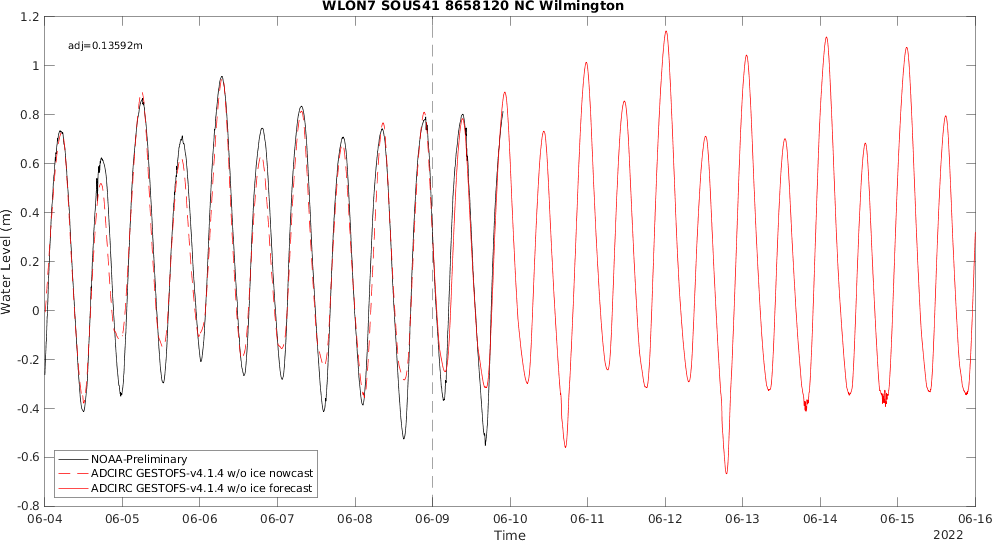 WLON7 SOUS41 8658120 NC Wilmington
adj=0.13592m
1.2
1
0.8
0.6
0.4
0.2
0
-0.2
-0.4
-0.6
-0.8
Water Level (m)
NOAA-Preliminary
ADCIRC GESTOFS-v4.1.4 w/o ice nowcast
ADCIRC GESTOFS-v4.1.4 w/o ice forecast
06-04 06-05 06-06 06-07 06-08 06-09 06-10 06-11 06-12 06-13 06-14 06-15 06-16
Time
2022